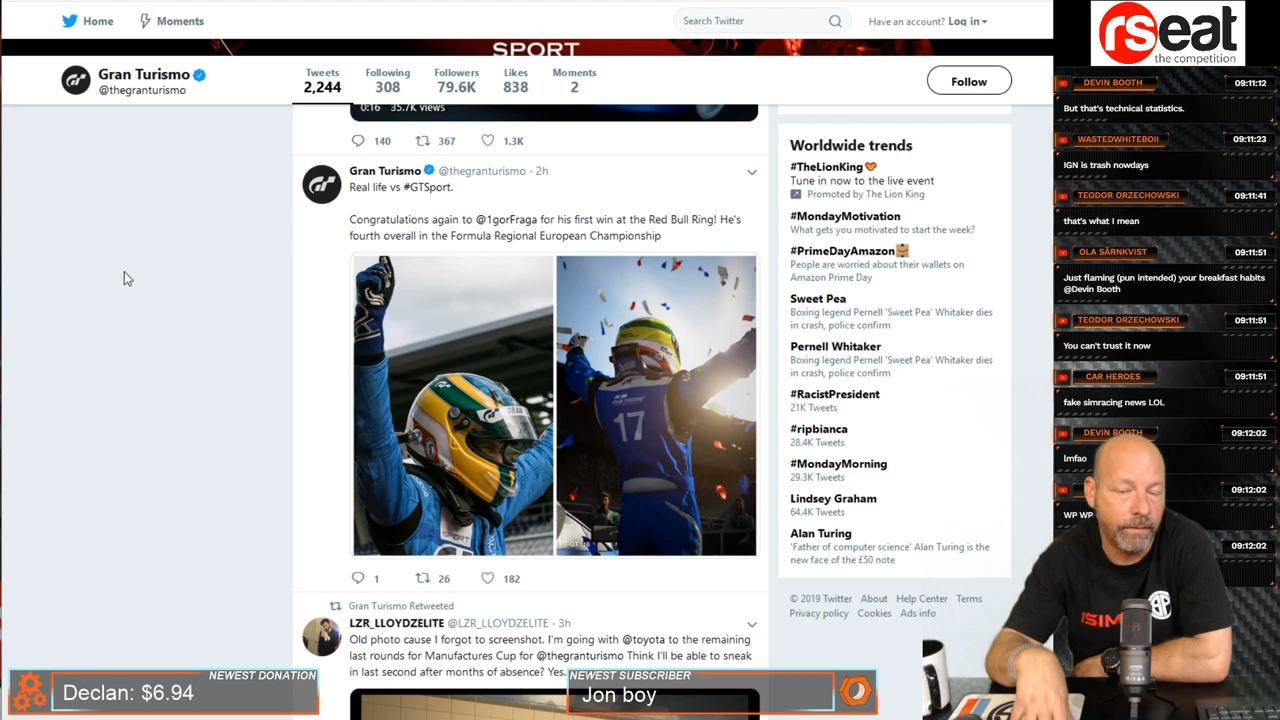 Home
Moments
Search Twitter
Have an account? Log in
SPORT
Gran Turismo
@thegranturismo
Tweets
2,244
Following
308
Followers
79.6K
Likes
838
Moments
2
Follow
0:16 35.7K views
140
367
1.3K
Gran Turismo @thegranturismo · 2h
Real life vs #GTSport.
Congratulations again to @1gorFraga for his first win at the Red Bull Ring! He's
fourth overall in the Formula Regional European Championship
GRAN TURISMO
17
1
26
182
Gran Turismo Retweeted
LZR_LLOYDZELITE @LZR_LLOYDZELITE · 3h
Old photo cause I forgot to screenshot. I'm going with @toyota to the remaining
last rounds for Manufactures Cup for @thegranturismo Think I'll be able to sneak
in last second after months of absence? Yes.
Worldwide trends
#TheLionKing
Tune in now to the live event
Promoted by The Lion King
#MondayMotivation
What gets you motivated to start the week?
#PrimeDayAmazon
People are worried about their wallets on
Amazon Prime Day
Sweet Pea
Boxing legend Pernell 'Sweet Pea' Whitaker dies
in crash, police confirm
Pernell Whitaker
Boxing legend Pernell 'Sweet Pea' Whitaker dies
in crash, police confirm
#RacistPresident
21K Tweets
#ripbianca
28.4K Tweets
#MondayMorning
29.3K Tweets
Lindsey Graham
64.4K Tweets
Alan Turing
'Father of computer science' Alan Turing is the
new face of the £50 note
© 2019 Twitter About Help Center Terms
Privacy policy Cookies Ads info
rseat
the competition
DEVIN BOOTH 09:11:12
But that's technical statistics.
WASTEDWHITEBOII 09:11:23
IGN is trash nowdays
TEODOR ORZECHOWSKI 09:11:41
that's what I mean
OLA SÄRNKVIST 09:11:51
Just flaming (pun intended) your breakfast habits
@Devin Booth
TEODOR ORZECHOWSKI 09:11:51
You can't trust it now
CAR HEROES 09:11:51
fake simracing news LOL
DEVIN BOOTH 09:12:02
lmfao
09:12:02
WP WP
09:12:02
NEWEST DONATION
Declan: $6.94
NEWEST SUBSCRIBER
Jon boy